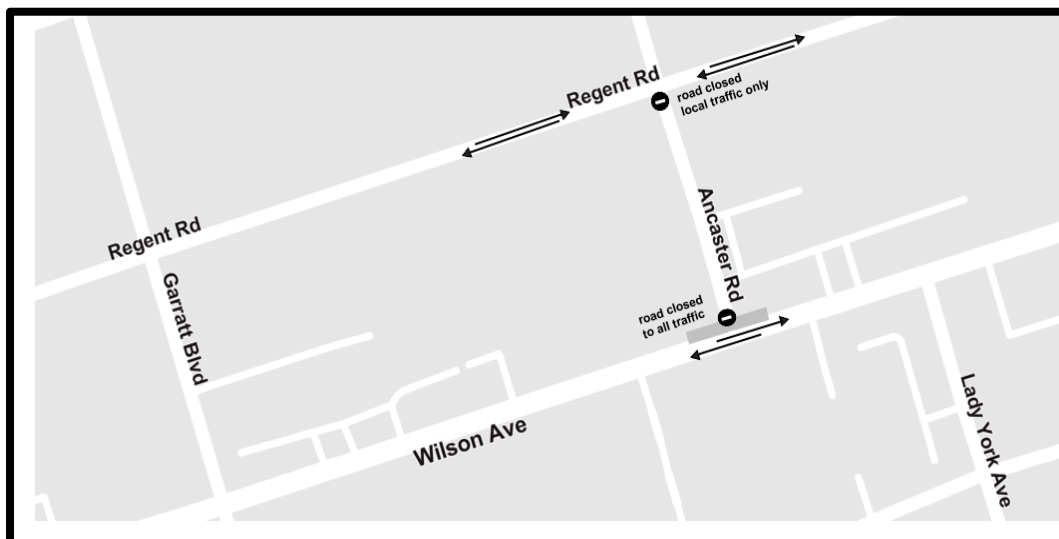 Regent Rd
road closed
local traffic only
Regent Rd
Ancaster Rd
Garratt Blvd
road closed
to all traffic
Wilson Ave
Lady York Ave